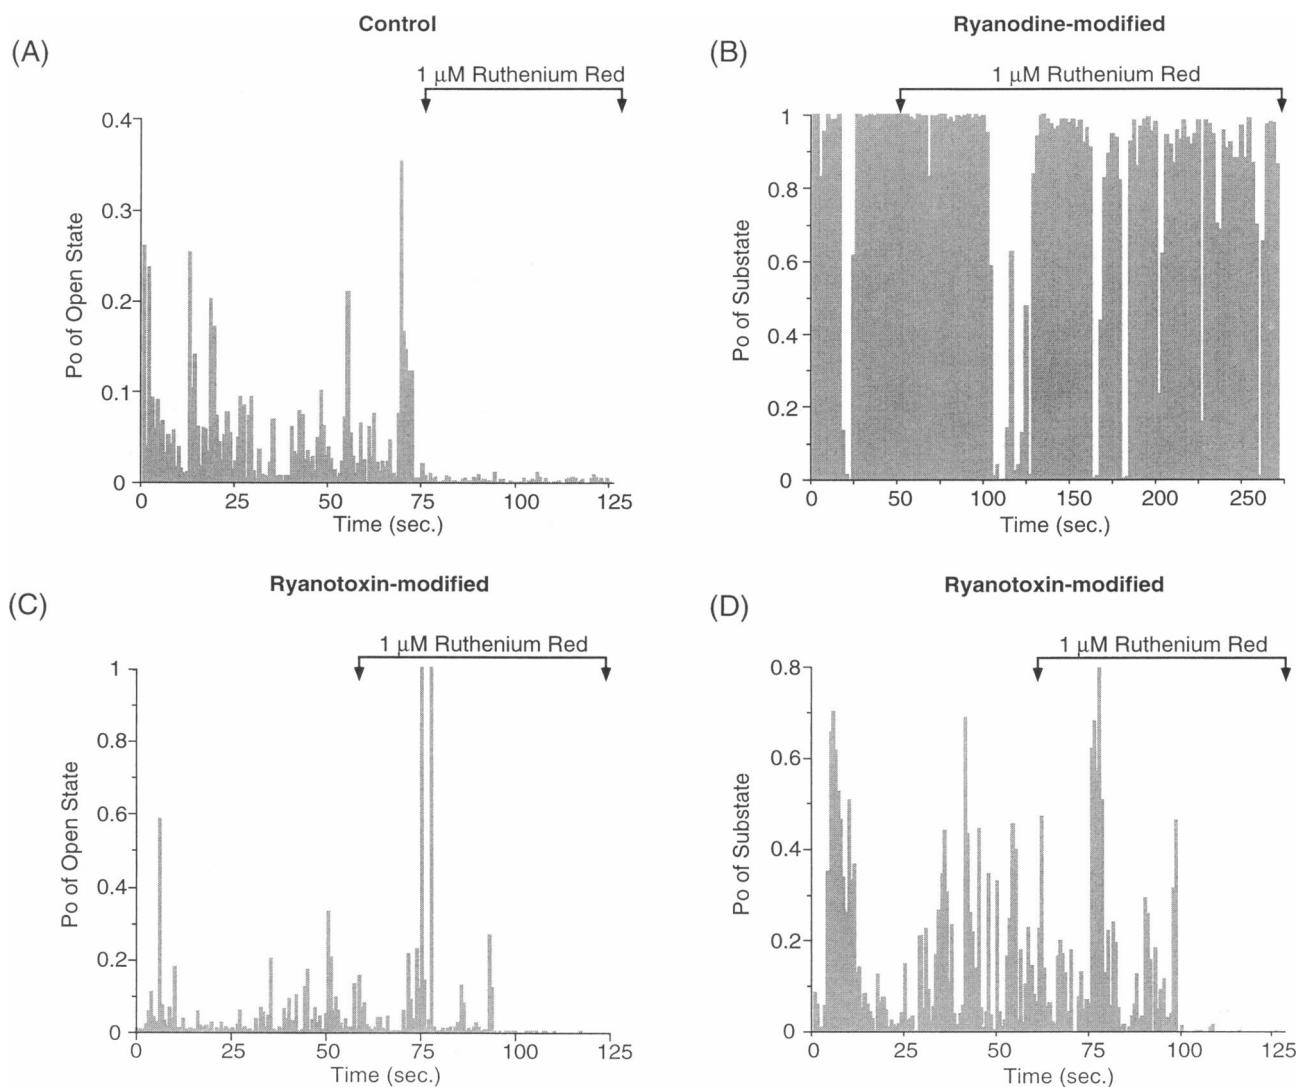 Control
(A)
1 µM Ruthenium Red
0.4
0.3
0.2
0.1
0
Po of Open State
0 25 50 75 100 125
Time (sec.)
Ryanodine-modified
(B)
1 µM Ruthenium Red
1
0.8
0.6
0.4
0.2
0
Po of Substate
0 50 100 150 200 250
Time (sec.)
Ryanotoxin-modified
(C)
1 µM Ruthenium Red
1
0.8
0.6
0.4
0.2
0
Po of Open State
0 25 50 75 100 125
Time (sec.)
Ryanotoxin-modified
(D)
1 µM Ruthenium Red
0.8
0.6
0.4
0.2
0
Po of Substate
0 25 50 75 100 125
Time (sec.)